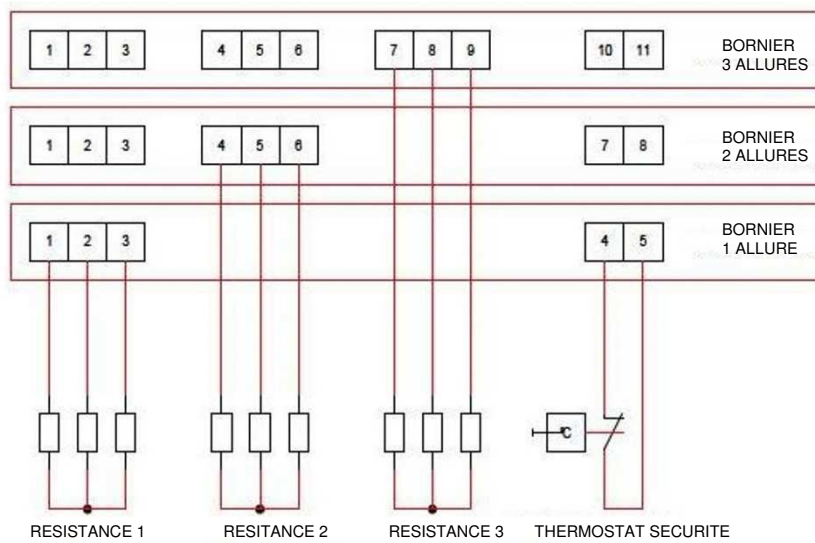 1 2 3 4 5 6 7 8 9 10 11 BORNIER
3 ALLURES
1 2 3 4 5 6 7 8 BORNIER
2 ALLURES
1 2 3 4 5 BORNIER
1 ALLURE
°C
RESISTANCE 1 RESITANCE 2 RESISTANCE 3 THERMOSTAT SECURITE